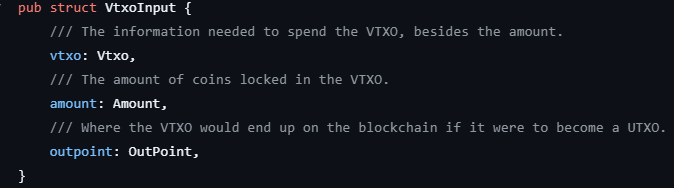 pub struct VtxoInput {
    /// The information needed to spend the VTXO, besides the amount.
    vtxo: Vtxo,
    /// The amount of coins locked in the VTXO.
    amount: Amount,
    /// Where the VTXO would end up on the blockchain if it were to become a UTXO.
    outpoint: OutPoint,
}